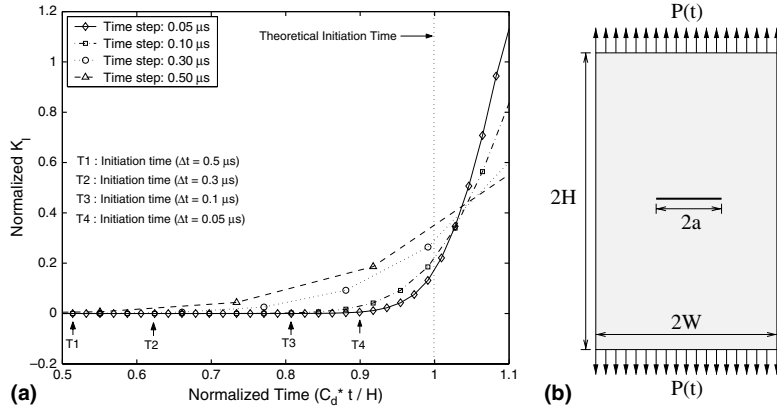 Time step: 0.05 μs
Time step: 0.10 μs
Time step: 0.30 μs
Time step: 0.50 μs
Theoretical Initiation Time
T1 : Initiation time (Δt = 0.5 μs)
T2 : Initiation time (Δt = 0.3 μs)
T3 : Initiation time (Δt = 0.1 μs)
T4 : Initiation time (Δt = 0.05 μs)
1.2
1
0.8
0.6
0.4
0.2
0
−0.2
Normalized K_I
T1
T2
T3
T4
0.5
0.6
0.7
0.8
0.9
1
1.1
Normalized Time (C_d* t / H)
(a)
P(t)
2H
2a
2W
P(t)
(b)